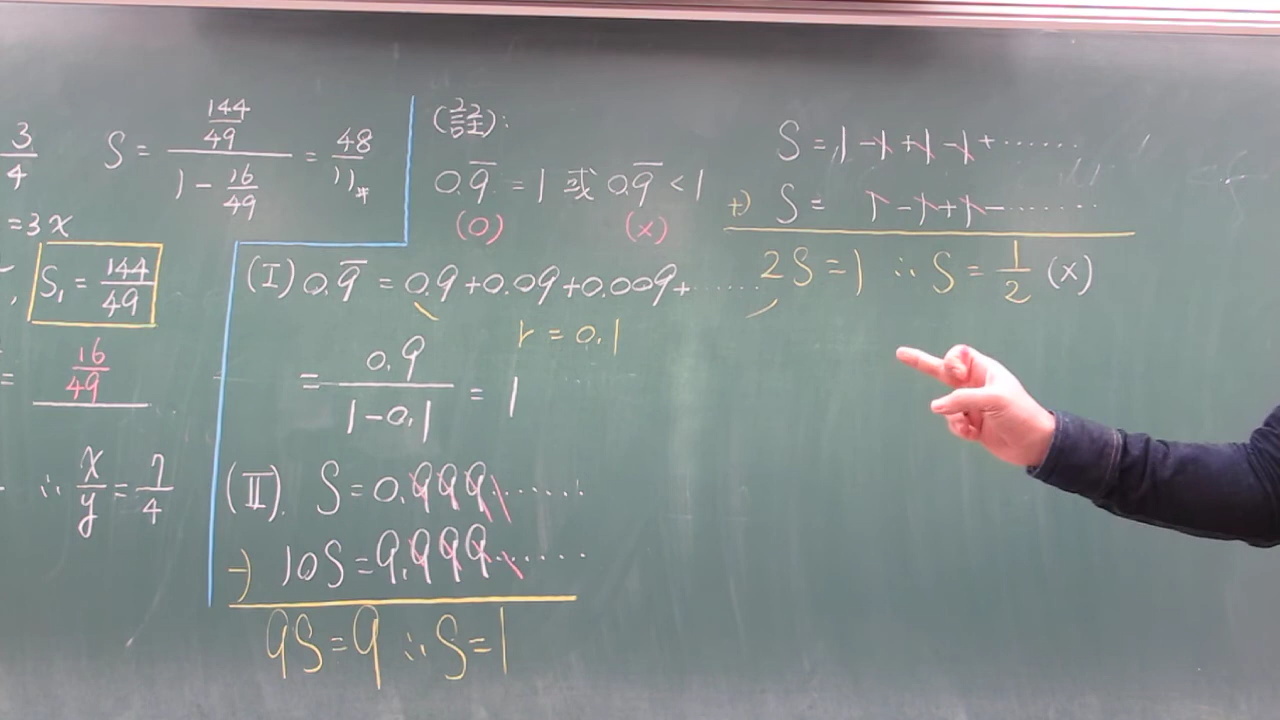 3/4
S = (144/49)/(1 - 16/49) = 48/11 #
= 3x
, S₁ = 144/49
= 16/49
∴ x/y = 7/4
(註):
0.9̅ = 1 或 0.9̅ < 1
(O) (x)
(I) 0.9̅ = 0.9 + 0.09 + 0.009 + ……
r = 0.1
= 0.9/(1 - 0.1) = 1
(II). S = 0.999\……
-) 10S = 9.999\……
9S = 9 ∴ S = 1
S = 1 - 1 + 1 - 1 + ……
+) S = 1 - 1 + 1 - ……
2S = 1 ∴ S = 1/2 (x)